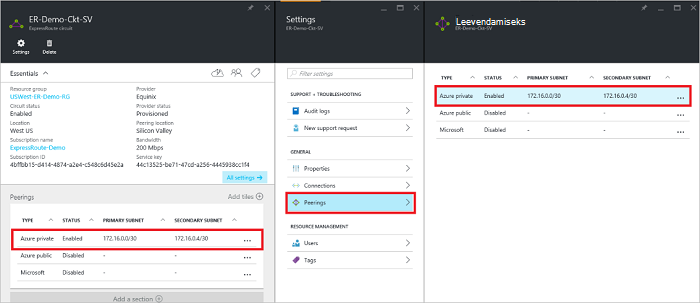 ER-Demo-Ckt-SV
ExpressRoute circuit
Settings
Delete
Essentials
Resource group
USWest-ER-Demo-RG
Circuit status
Enabled
Location
West US
Subscription name
ExpressRoute-Demo
Subscription ID
4bffbb15-d414-4874-a2e4-c548c6d45e2a
Provider
Equinix
Provider status
Provisioned
Peering location
Silicon Valley
Bandwidth
200 Mbps
Service key
44c13525-be71-47cd-a256-4445938cc1f4
All settings →
Peerings
Add tiles
TYPE STATUS PRIMARY SUBNET SECONDARY SUBNET
Azure private Enabled 172.16.0.0/30 172.16.0.4/30 ...
Azure public Disabled - - ...
Microsoft Disabled - - ...
Add a section
Settings
ER-Demo-Ckt-SV
Filter settings
SUPPORT + TROUBLESHOOTING
Audit logs
New support request
GENERAL
Properties
Connections
Peerings
RESOURCE MANAGEMENT
Users
Tags
Leevendamiseks
ER-Demo-Ckt-SV
TYPE STATUS PRIMARY SUBNET SECONDARY SUBNET
Azure private Enabled 172.16.0.0/30 172.16.0.4/30 ...
Azure public Disabled - - ...
Microsoft Disabled - - ...